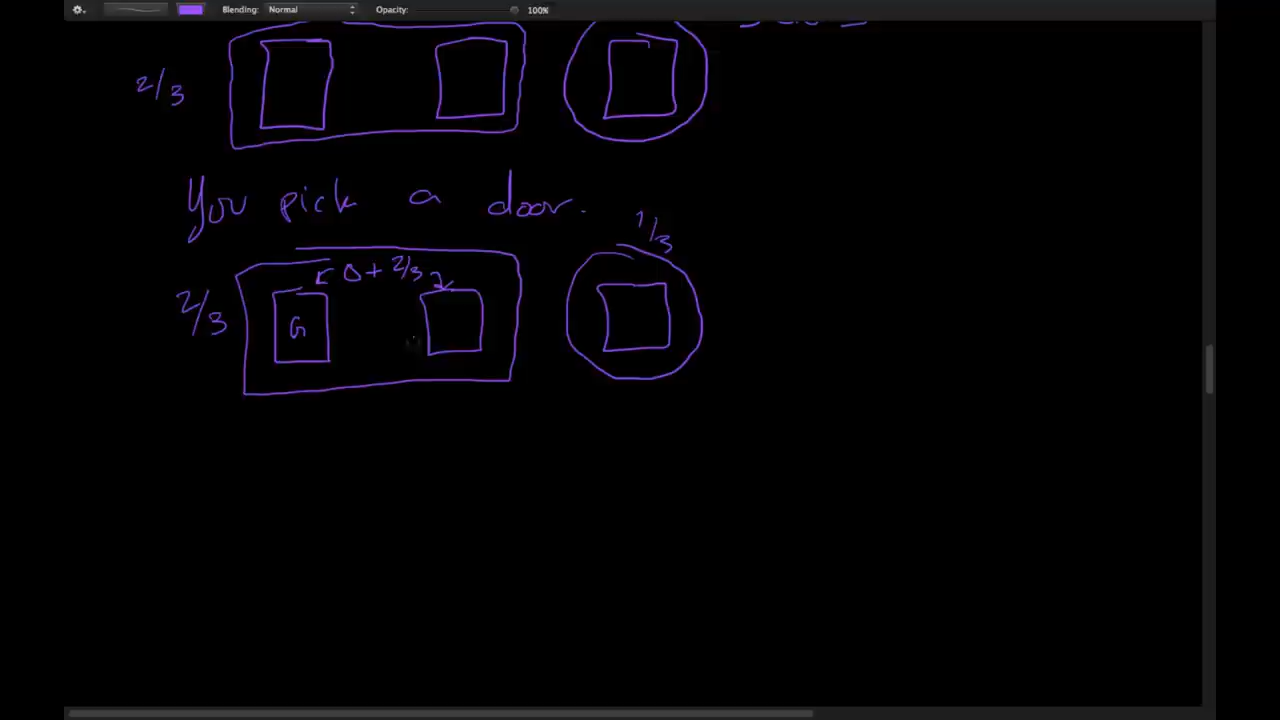 Blending: Normal Opacity: 100%
2/3
You pick a door.
1/3
0 + 2/3
2/3
G